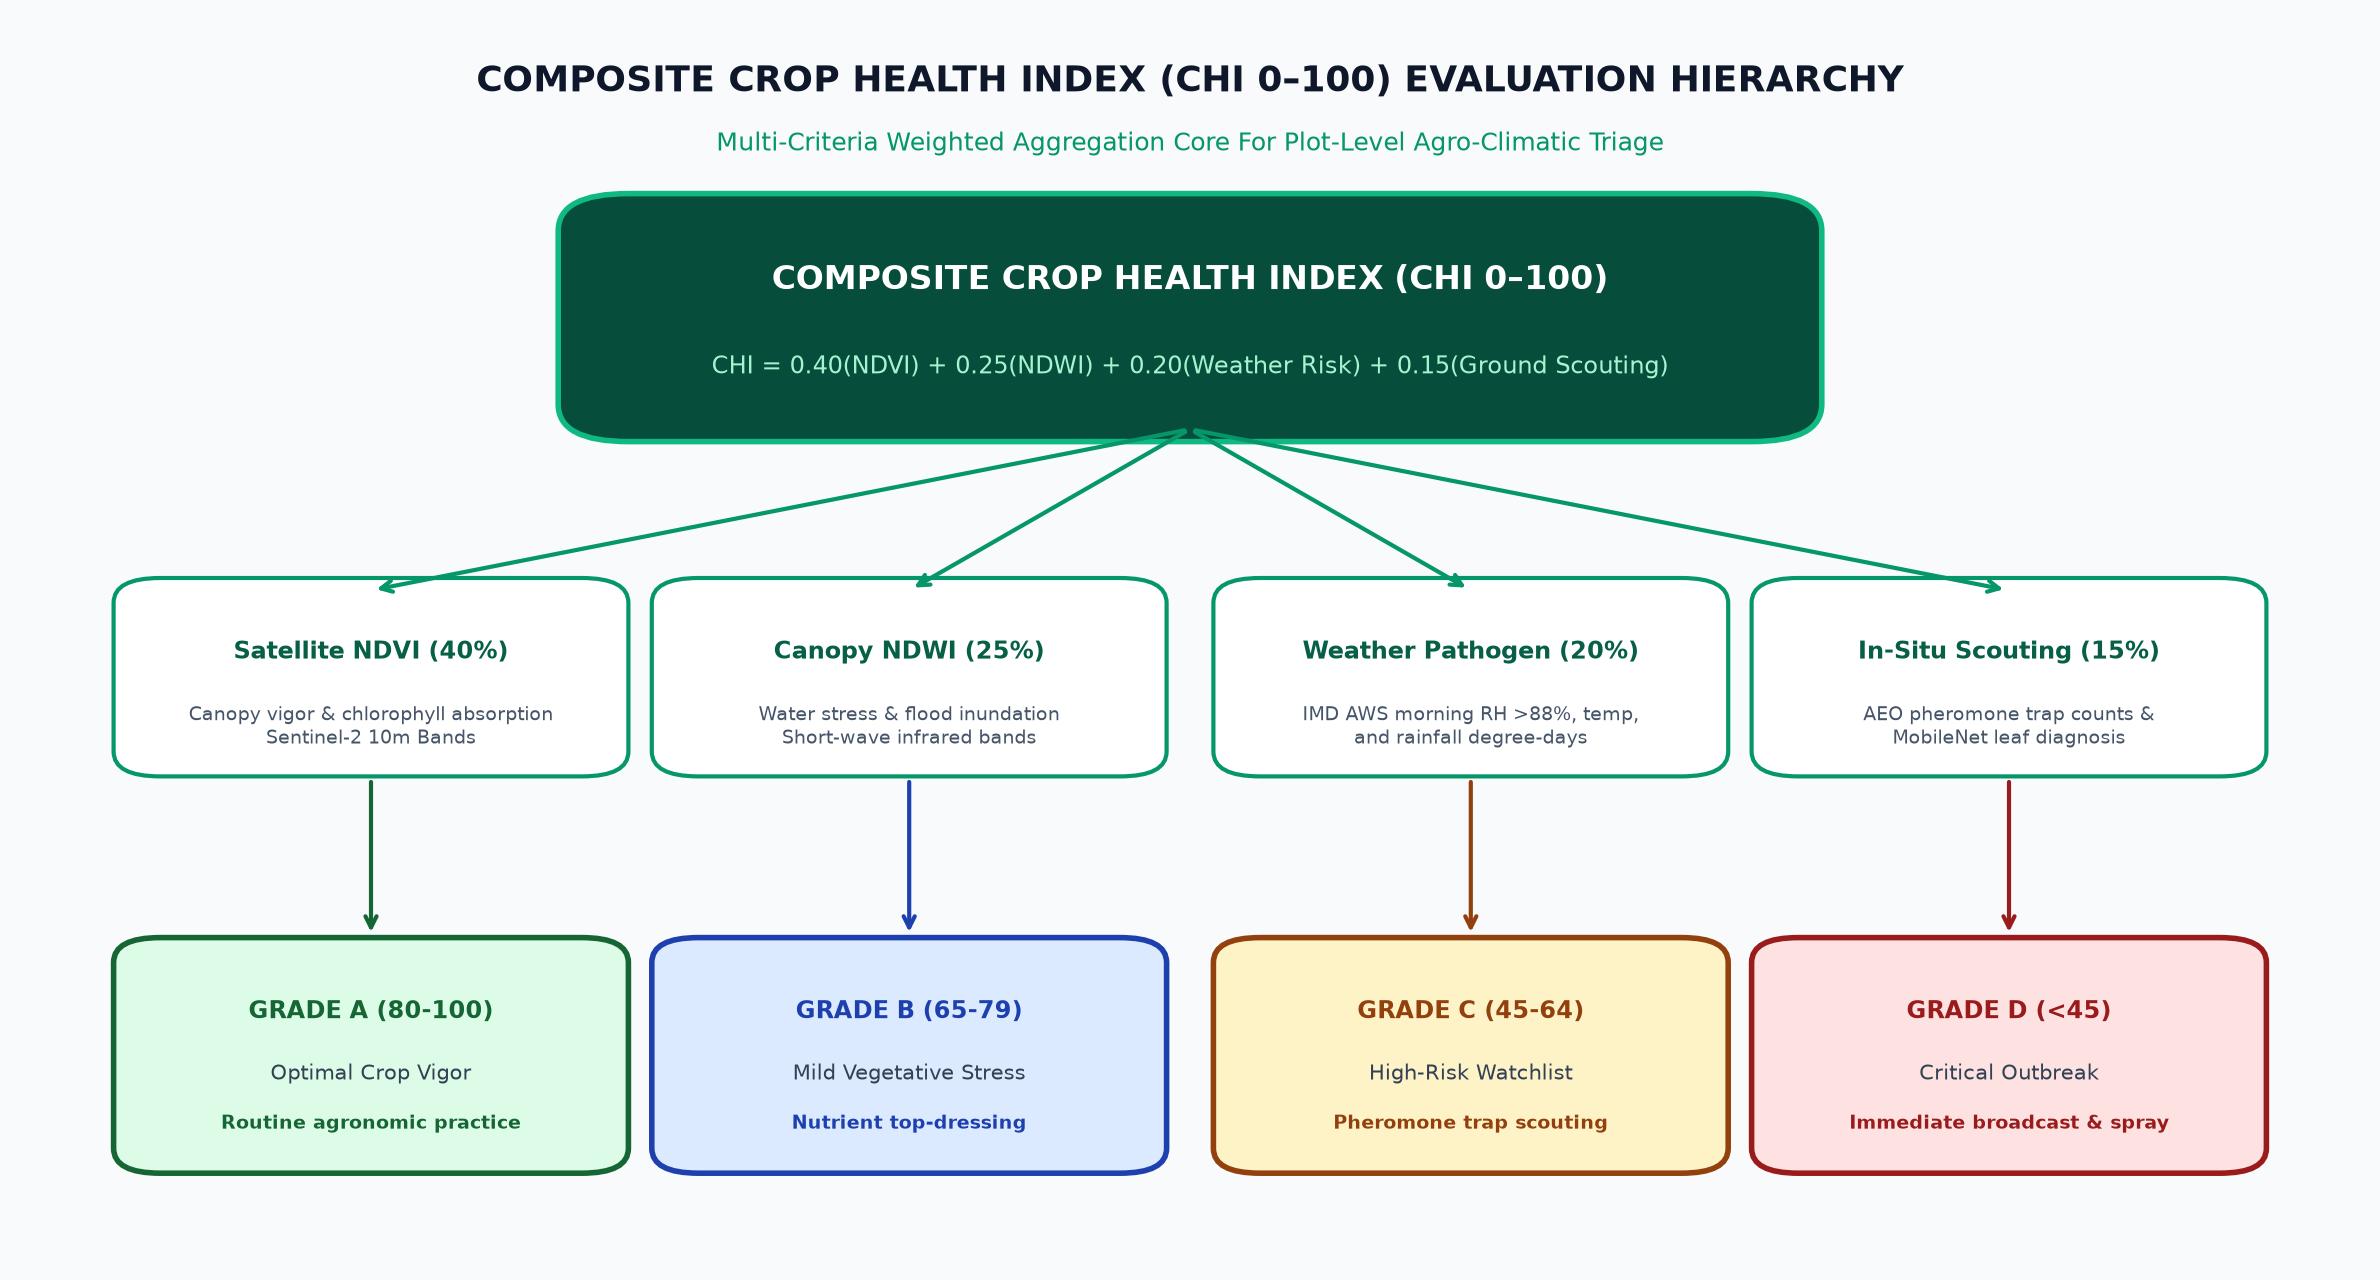 COMPOSITE CROP HEALTH INDEX (CHI 0–100) EVALUATION HIERARCHY
Multi-Criteria Weighted Aggregation Core For Plot-Level Agro-Climatic Triage
COMPOSITE CROP HEALTH INDEX (CHI 0–100)
CHI = 0.40(NDVI) + 0.25(NDWI) + 0.20(Weather Risk) + 0.15(Ground Scouting)
Satellite NDVI (40%)
Canopy vigor & chlorophyll absorption
Sentinel-2 10m Bands
Canopy NDWI (25%)
Water stress & flood inundation
Short-wave infrared bands
Weather Pathogen (20%)
IMD AWS morning RH >88%, temp,
and rainfall degree-days
In-Situ Scouting (15%)
AEO pheromone trap counts &
MobileNet leaf diagnosis
GRADE A (80-100)
Optimal Crop Vigor
Routine agronomic practice
GRADE B (65-79)
Mild Vegetative Stress
Nutrient top-dressing
GRADE C (45-64)
High-Risk Watchlist
Pheromone trap scouting
GRADE D (<45)
Critical Outbreak
Immediate broadcast & spray